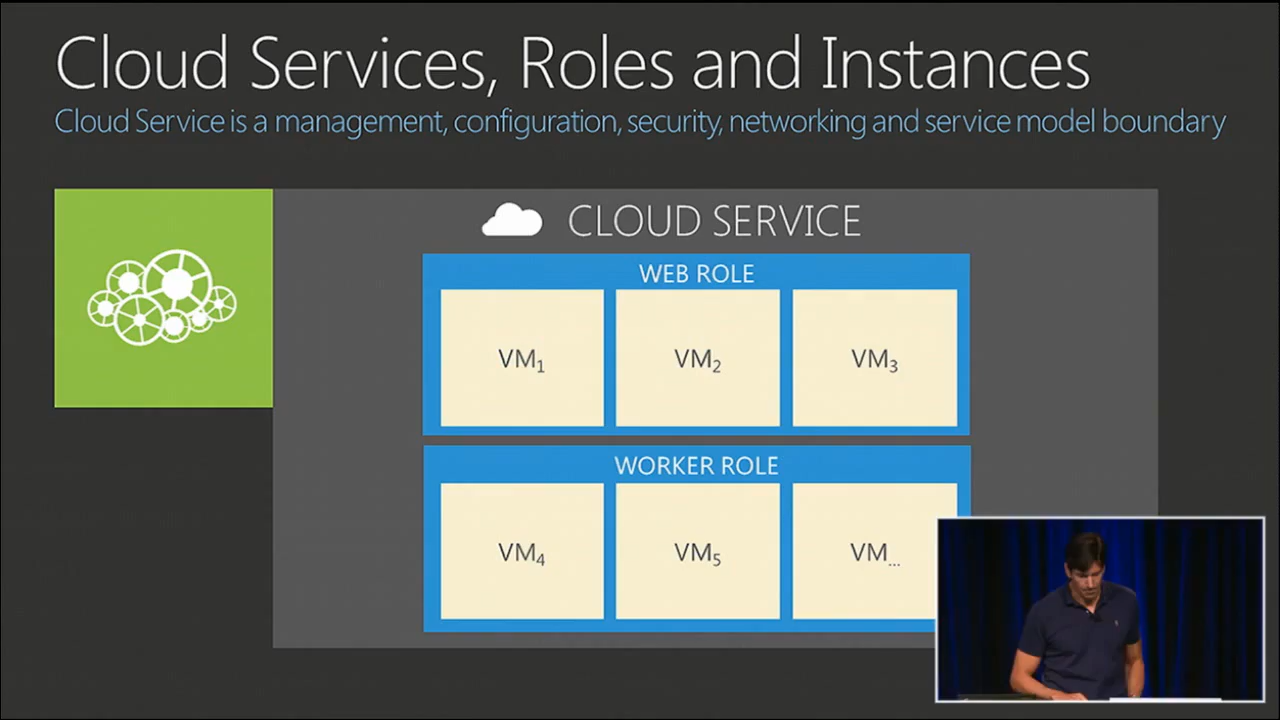 Cloud Services, Roles and Instances
Cloud Service is a management, configuration, security, networking and service model boundary
CLOUD SERVICE
WEB ROLE
VM1 VM2 VM3
WORKER ROLE
VM4 VM5 VM...